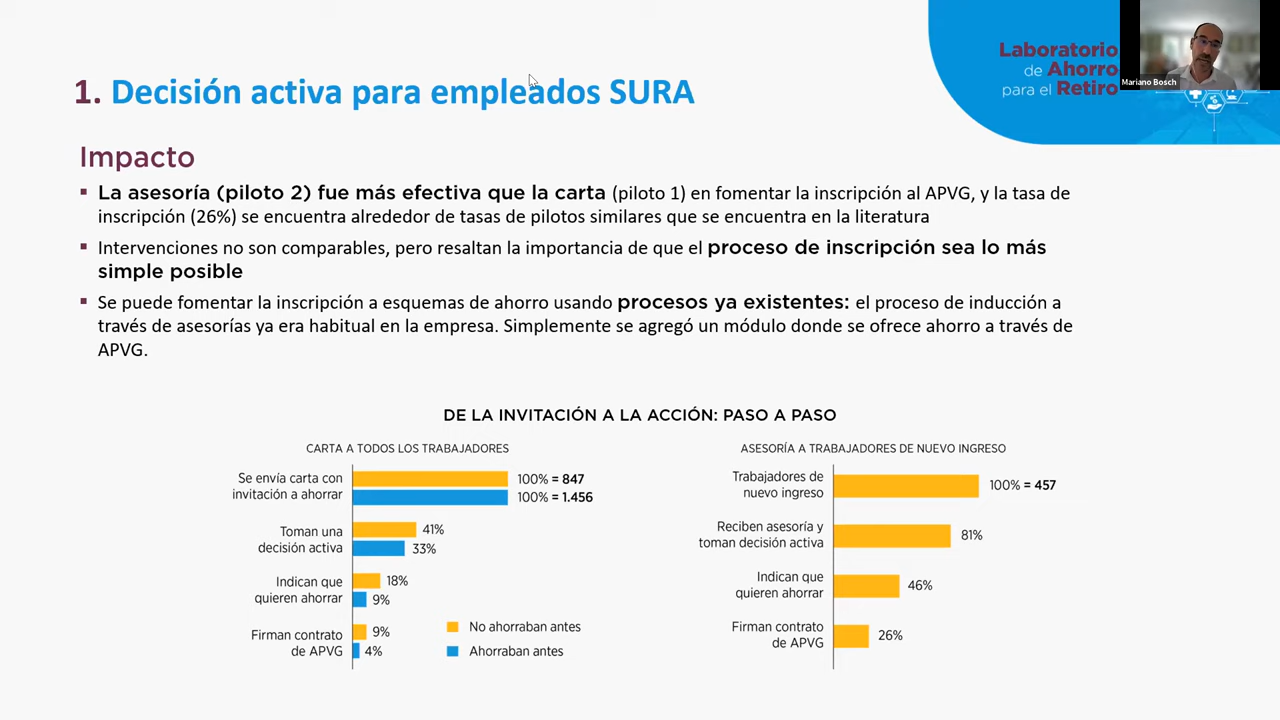 Laboratorio
de Ahorro
para el Retiro
Mariano Bosch
1. Decisión activa para empleados SURA
Impacto
▪ La asesoría (piloto 2) fue más efectiva que la carta (piloto 1) en fomentar la inscripción al APVG, y la tasa de
inscripción (26%) se encuentra alrededor de tasas de pilotos similares que se encuentra en la literatura
▪ Intervenciones no son comparables, pero resaltan la importancia de que el proceso de inscripción sea lo más
simple posible
▪ Se puede fomentar la inscripción a esquemas de ahorro usando procesos ya existentes: el proceso de inducción a
través de asesorías ya era habitual en la empresa. Simplemente se agregó un módulo donde se ofrece ahorro a través de
APVG.
DE LA INVITACIÓN A LA ACCIÓN: PASO A PASO
CARTA A TODOS LOS TRABAJADORES
Se envía carta con
invitación a ahorrar
100% = 847
100% = 1.456
Toman una
decisión activa
41%
33%
Indican que
quieren ahorrar
18%
9%
Firman contrato
de APVG
9%
4%
No ahorraban antes
Ahorraban antes
ASESORÍA A TRABAJADORES DE NUEVO INGRESO
Trabajadores de
nuevo ingreso
100% = 457
Reciben asesoría y
toman decisión activa
81%
Indican que
quieren ahorrar
46%
Firman contrato
de APVG
26%